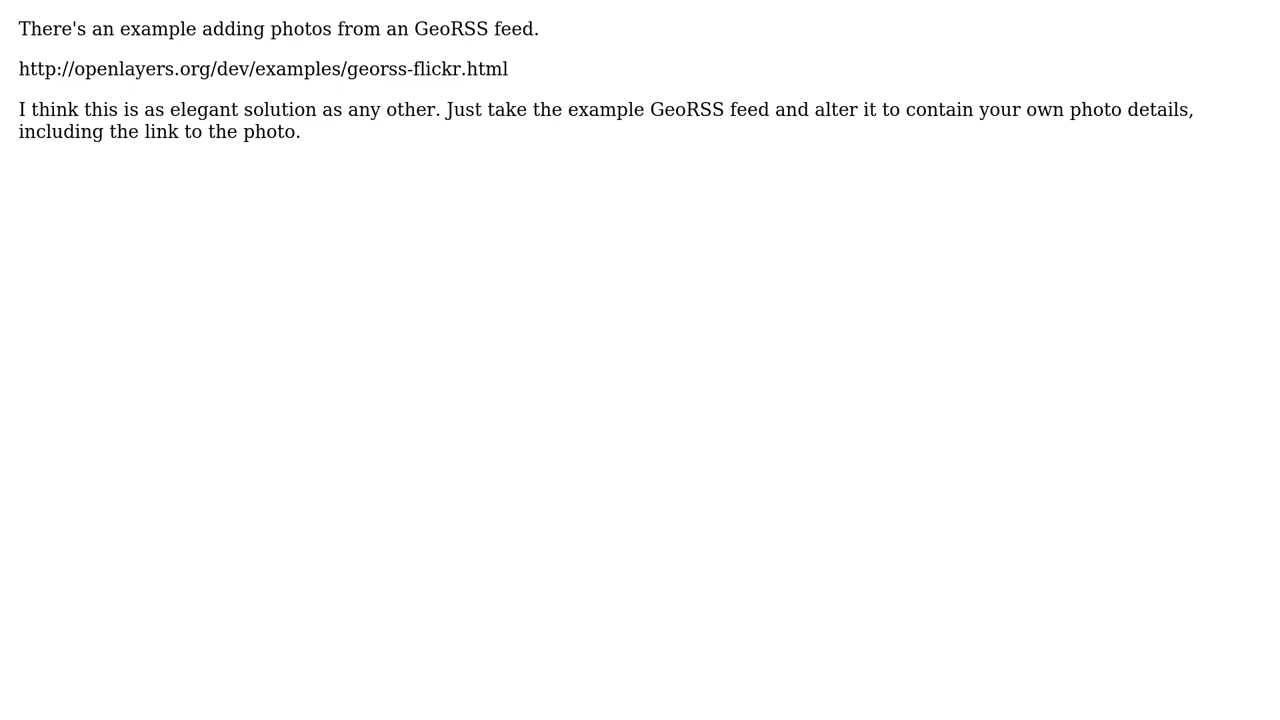 There's an example adding photos from an GeoRSS feed.
http://openlayers.org/dev/examples/georss-flickr.html
I think this is as elegant solution as any other. Just take the example GeoRSS feed and alter it to contain your own photo details,
including the link to the photo.